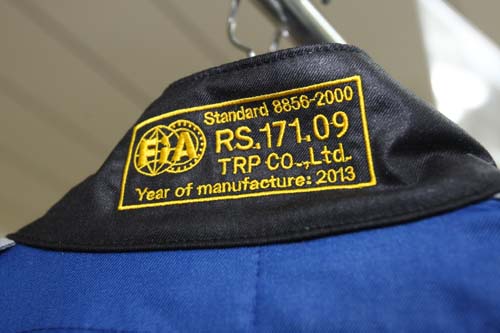 Standard 8856-2000
FIA
RS.171.09
TRP Co.,Ltd.
Year of manufacture: 2013